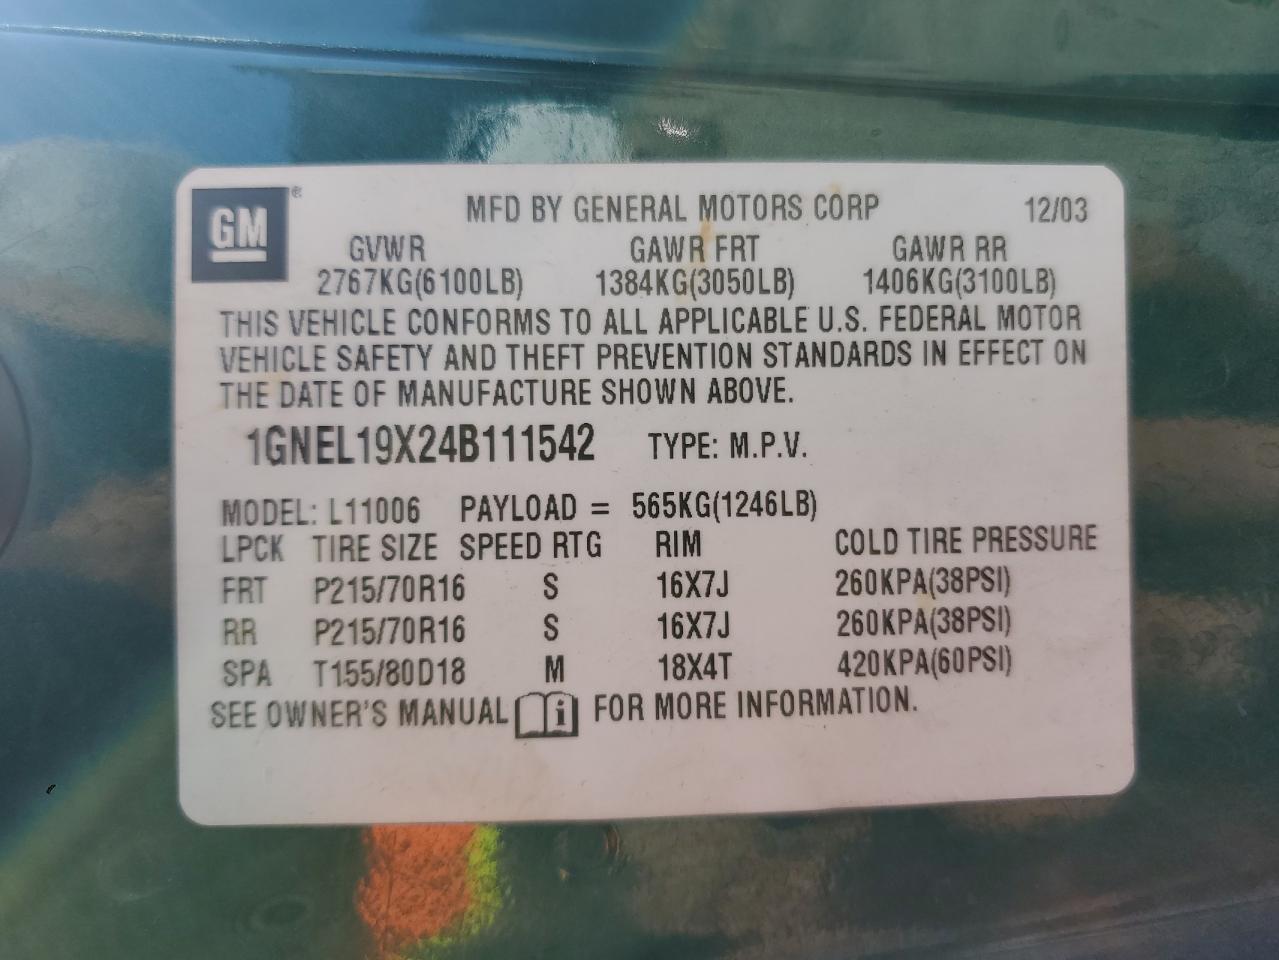 GM ®
MFD BY GENERAL MOTORS CORP 12/03
GVWR GAWR FRT GAWR RR
2767KG(6100LB) 1384KG(3050LB) 1406KG(3100LB)
THIS VEHICLE CONFORMS TO ALL APPLICABLE U.S. FEDERAL MOTOR
VEHICLE SAFETY AND THEFT PREVENTION STANDARDS IN EFFECT ON
THE DATE OF MANUFACTURE SHOWN ABOVE.
1GNEL19X24B111542 TYPE: M.P.V.
MODEL: L11006 PAYLOAD = 565KG(1246LB)
LPCK TIRE SIZE SPEED RTG RIM COLD TIRE PRESSURE
FRT P215/70R16 S 16X7J 260KPA(38PSI)
RR P215/70R16 S 16X7J 260KPA(38PSI)
SPA T155/80D18 M 18X4T 420KPA(60PSI)
SEE OWNER'S MANUAL i FOR MORE INFORMATION.